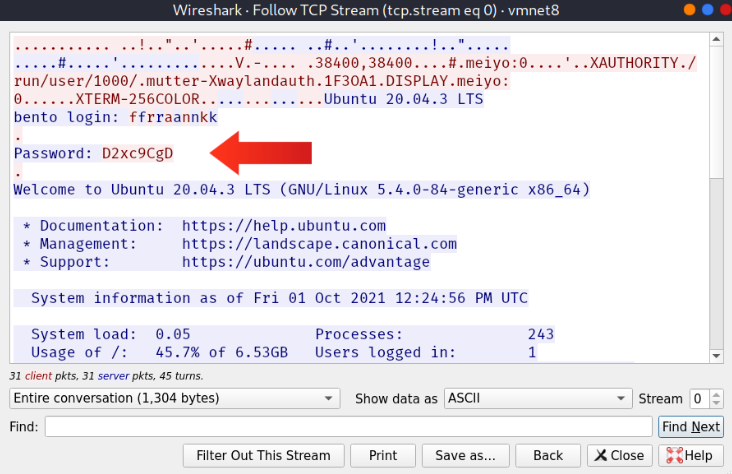 Wireshark · Follow TCP Stream (tcp.stream eq 0) · vmnet8
........... ..!.."..'.....#..... ..#..'........!..".....
.....#.....'.............V.-.... .38400,38400....#.meiyo:0....'..XAUTHORITY./
run/user/1000/.mutter-Xwaylandauth.1F3OA1.DISPLAY.meiyo:
0......XTERM-256COLOR..............Ubuntu 20.04.3 LTS
bento login: ffrraannkk
.
Password: D2xc9CgD
.
Welcome to Ubuntu 20.04.3 LTS (GNU/Linux 5.4.0-84-generic x86_64)
* Documentation:  https://help.ubuntu.com
* Management:     https://landscape.canonical.com
* Support:        https://ubuntu.com/advantage
System information as of Fri 01 Oct 2021 12:24:56 PM UTC
System load:  0.05              Processes:              243
Usage of /:   45.7% of 6.53GB   Users logged in:        1
31 client pkts, 31 server pkts, 45 turns.
Entire conversation (1,304 bytes) Show data as ASCII Stream 0
Find: Find Next
Filter Out This Stream Print Save as... Back Close Help